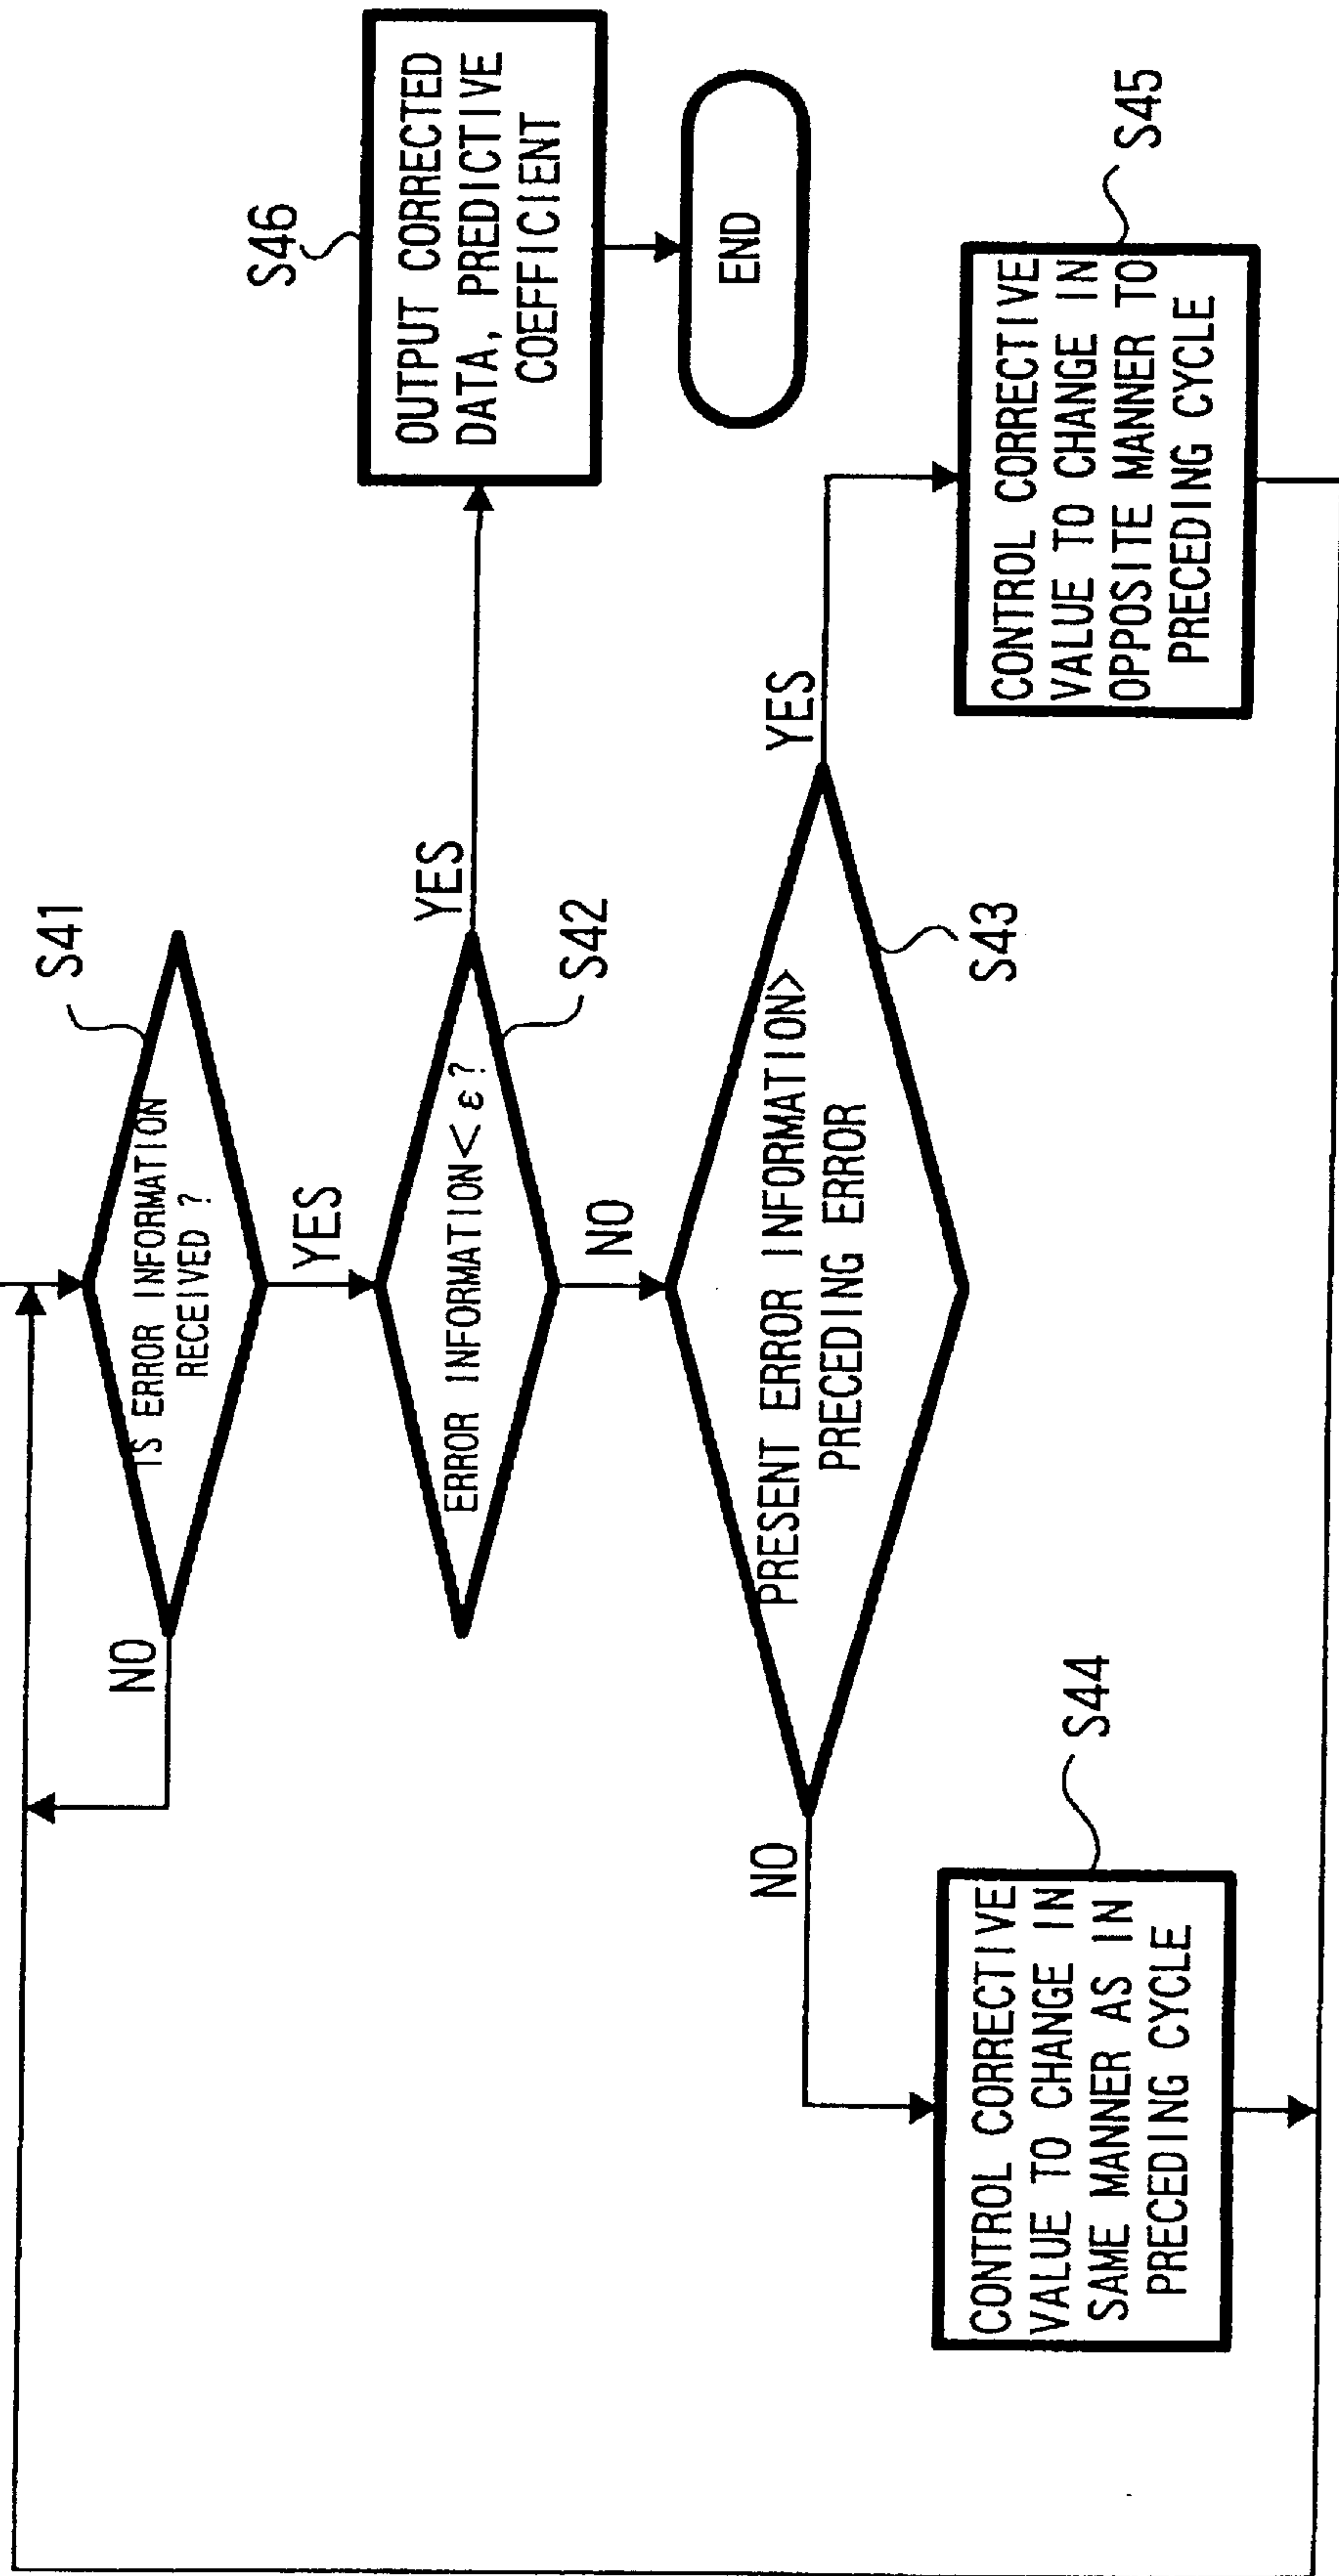 S41
IS ERROR INFORMATION
RECEIVED ?
NO
YES
S42
ERROR INFORMATION< ε ?
YES
NO
S46
OUTPUT CORRECTED
DATA, PREDICTIVE
COEFFICIENT
END
S43
PRESENT ERROR INFORMATION>
PRECEDING ERROR
NO
YES
S44
CONTROL CORRECTIVE
VALUE TO CHANGE IN
SAME MANNER AS IN
PRECEDING CYCLE
S45
CONTROL CORRECTIVE
VALUE TO CHANGE IN
OPPOSITE MANNER TO
PRECEDING CYCLE